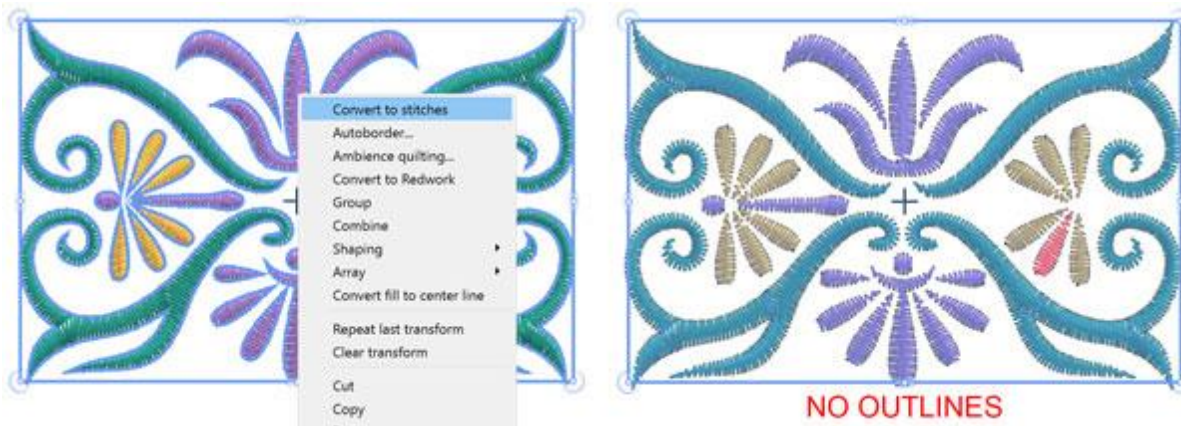 Convert to stitches
Autoborder...
Ambience quilting...
Convert to Redwork
Group
Combine
Shaping
Array
Convert fill to center line
Repeat last transform
Clear transform
Cut
Copy
NO OUTLINES